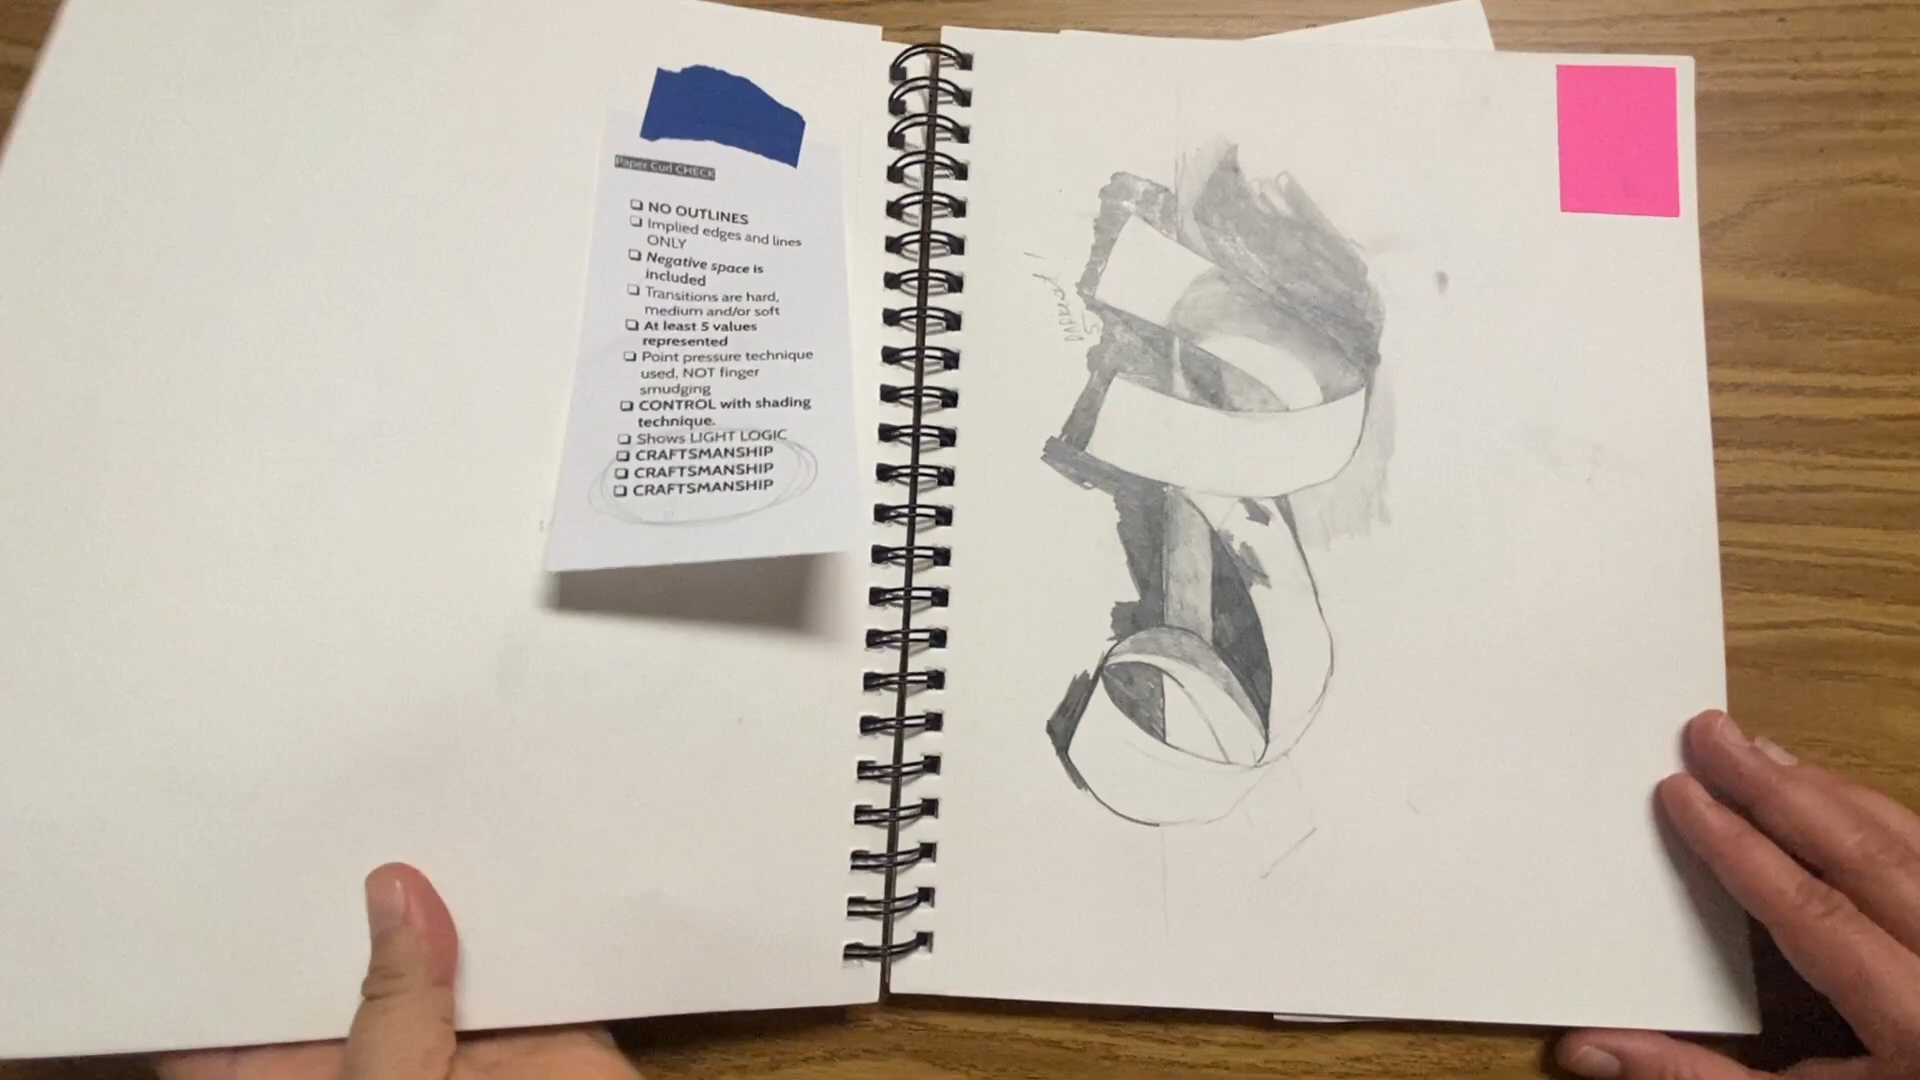 Paper Curl CHECK
NO OUTLINES
Implied edges and lines
ONLY
Negative space is
included
Transitions are hard,
medium and/or soft
At least 5 values
represented
Point pressure technique
used, NOT finger
smudging
CONTROL with shading
technique.
Shows LIGHT LOGIC
CRAFTSMANSHIP
CRAFTSMANSHIP
CRAFTSMANSHIP
DARKEST!
5